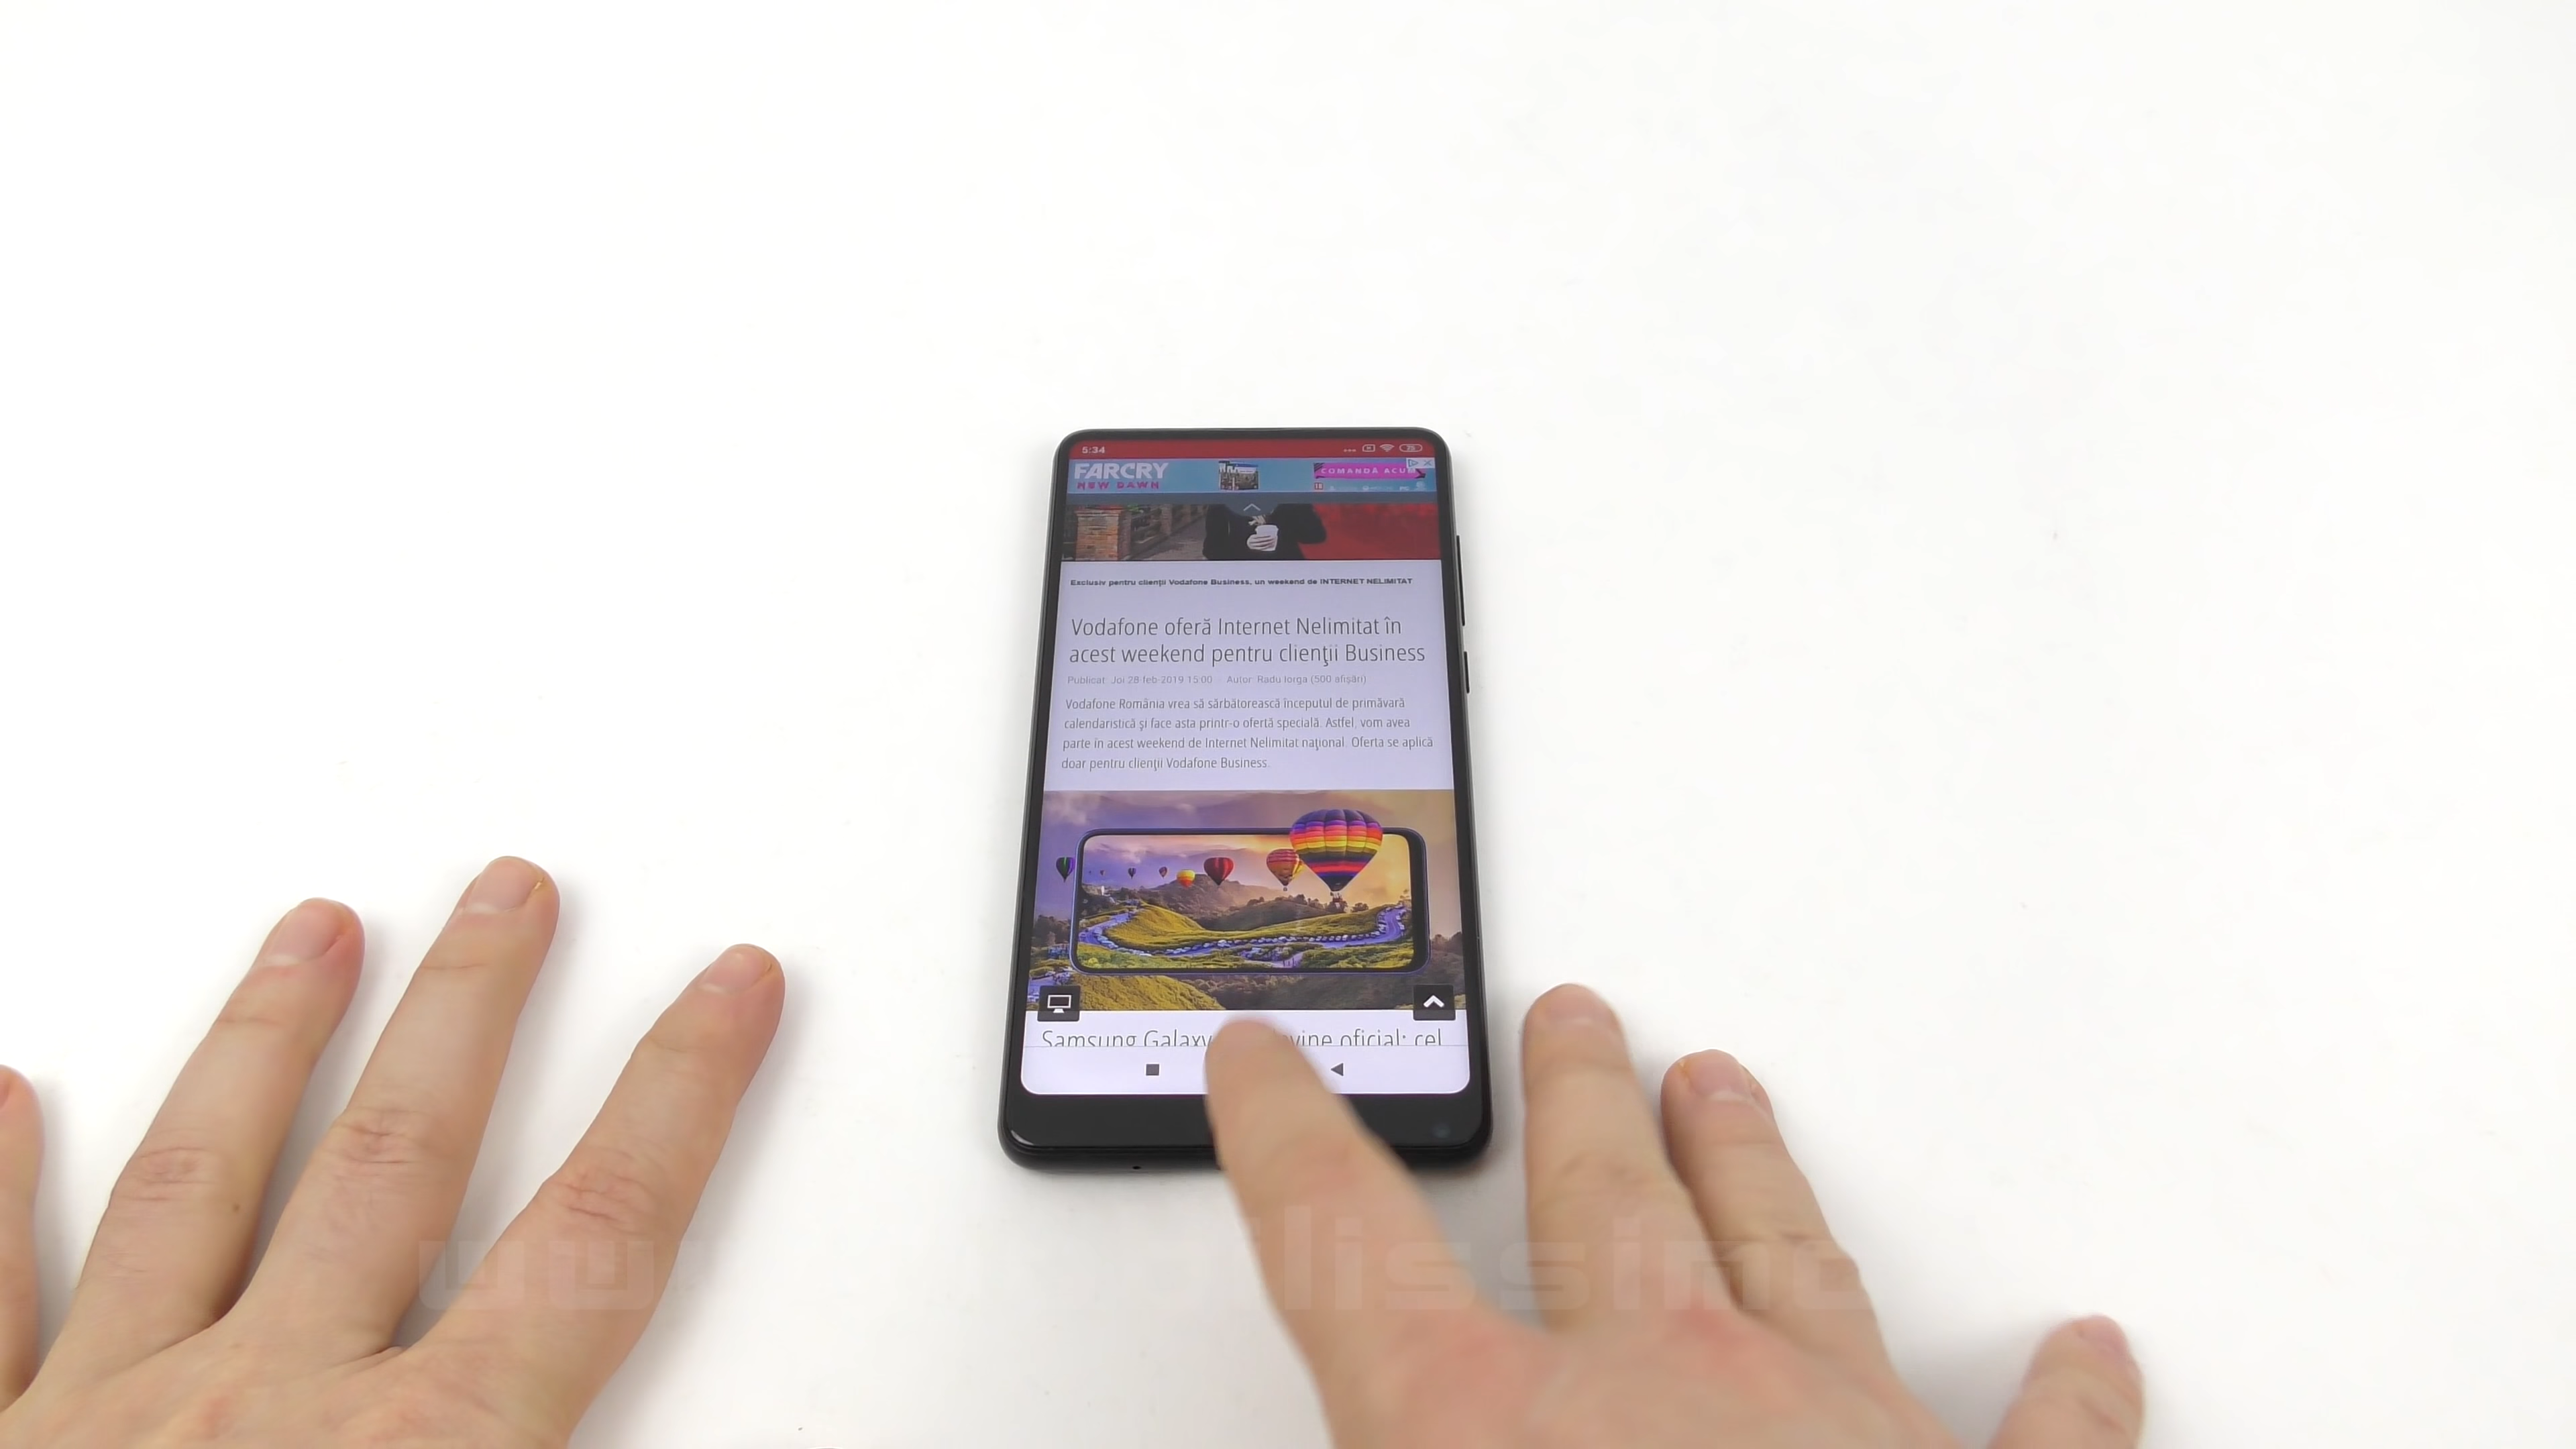 5:34
FARCRY
NEW DAWN
COMANDĂ ACU
Exclusiv pentru clienţii Vodafone Business, un weekend de INTERNET NELIMITAT
Vodafone oferă Internet Nelimitat în
acest weekend pentru clienţii Business
Publicat: Joi 28 feb 2019 15:00 Autor: Radu Iorga (500 afişări)
Vodafone România vrea să sărbătorească începutul de primăvară
calendaristică şi face asta printr-o ofertă specială. Astfel, vom avea
parte în acest weekend de Internet Nelimitat naţional. Oferta se aplică
doar pentru clienţii Vodafone Business.
Samsung Galaxy vine oficial: cel